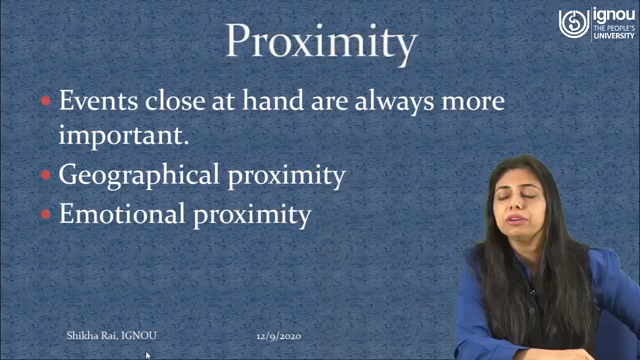 Proximity
ignou
THE PEOPLE'S
UNIVERSITY
• Events close at hand are always more
important.
• Geographical proximity
• Emotional proximity
Shikha Rai, IGNOU
12/9/2020